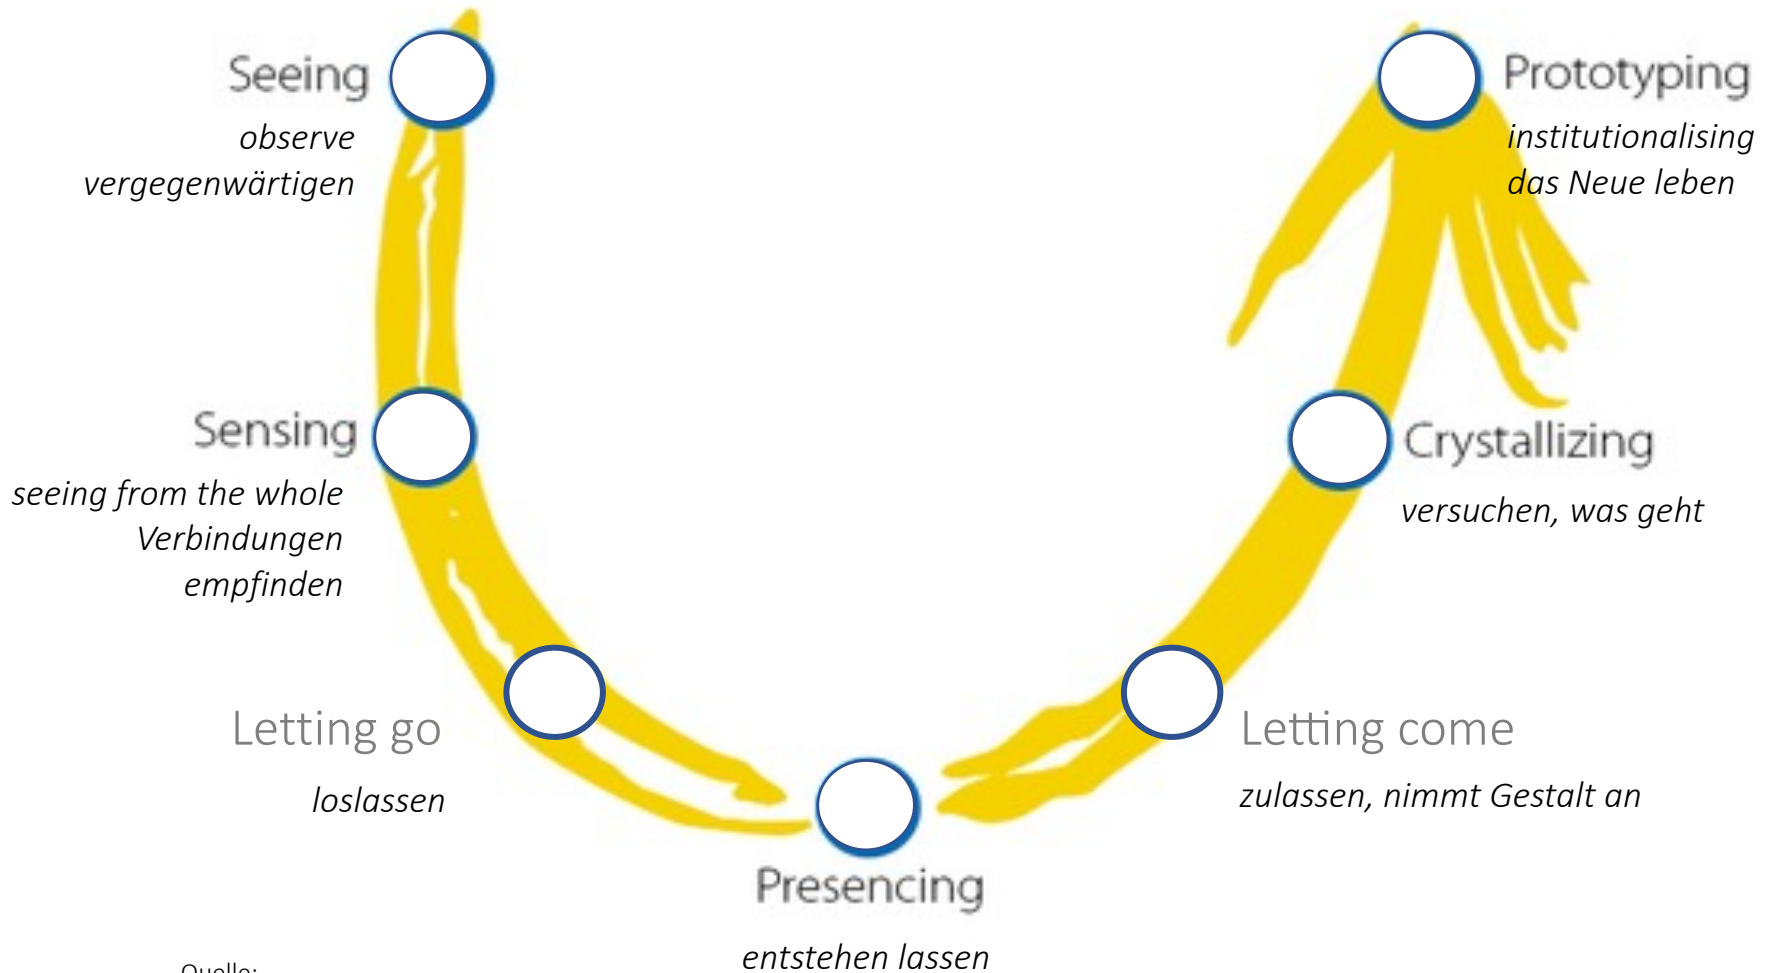 Seeing
observe
vergegenwärtigen
Sensing
seeing from the whole
Verbindungen
empfinden
Letting go
loslassen
Presencing
entstehen lassen
Letting come
zulassen, nimmt Gestalt an
Crystallizing
versuchen, was geht
Prototyping
institutionalising
das Neue leben
Quelle: